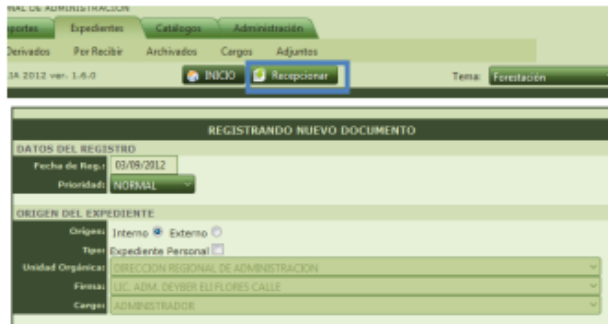 NAL DE ADMINISTRACION
Reportes Expedientes Catálogos Administración
Derivados Por Recibir Archivados Cargos Adjuntos
2012 ver. 1.6.0 INICIO Recepcionar Tema: Forestación
REGISTRANDO NUEVO DOCUMENTO
DATOS DEL REGISTRO
Fecha de Reg.: 03/09/2012
Prioridad: NORMAL
ORIGEN DEL EXPEDIENTE
Origen: Interno Externo
Tipo: Expediente Personal
Unidad Orgánica: DIRECCION REGIONAL DE ADMINISTRACION
Firma: LIC. ADM. DEYBER ELI FLORES CALLE
Cargo: ADMINISTRADOR